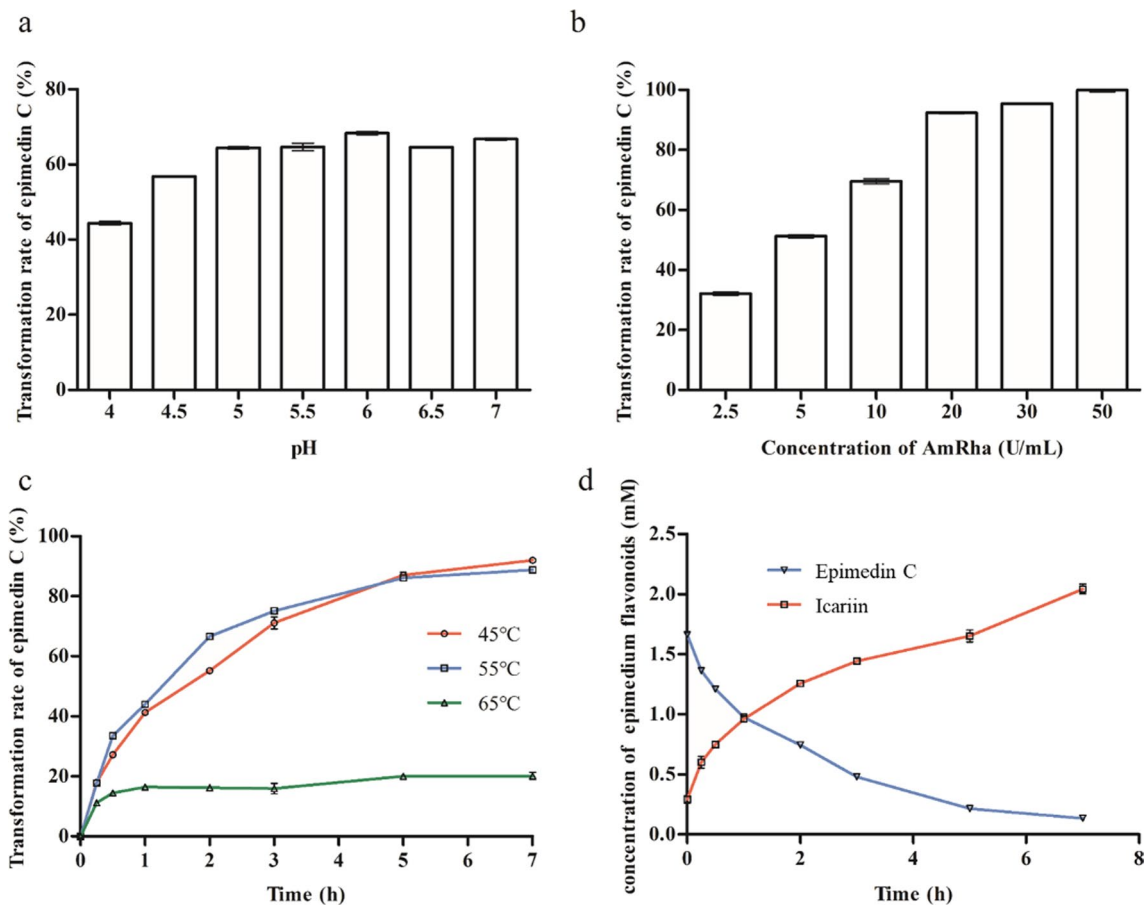 a
Transformation rate of epimedin C (%)
80
60
40
20
0
4 4.5 5 5.5 6 6.5 7
pH
b
Transformation rate of epimedin C (%)
100
80
60
40
20
0
2.5 5 10 20 30 50
Concentration of AmRha (U/mL)
c
Transformation rate of epimedin C (%)
100
80
60
40
20
0
45°C
55°C
65°C
0 1 2 3 4 5 6 7
Time (h)
d
concentration of epimedium flavonoids (mM)
2.5
2.0
1.5
1.0
0.5
0.0
Epimedin C
Icariin
0 2 4 6 8
Time (h)